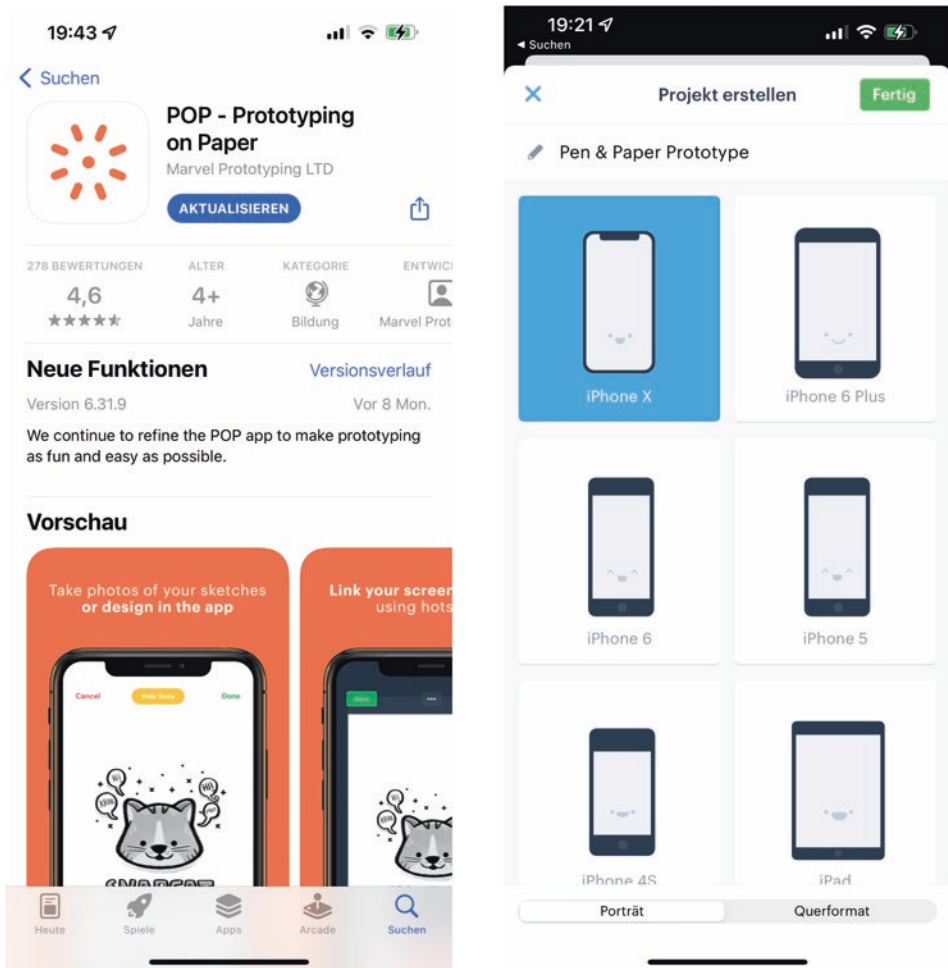 19:43
Suchen
POP - Prototyping
on Paper
Marvel Prototyping LTD
AKTUALISIEREN
278 BEWERTUNGEN
4,6
ALTER
4+
Jahre
KATEGORIE
Bildung
ENTWIC
Marvel Prot
Neue Funktionen
Versionsverlauf
Version 6.31.9
Vor 8 Mon.
We continue to refine the POP app to make prototyping
as fun and easy as possible.
Vorschau
Take photos of your sketches
or design in the app
Cancel
Done
Link your screen
using hots
Done
Heute
Spiele
Apps
Arcade
Suchen
19:21
Suchen
Projekt erstellen
Fertig
Pen & Paper Prototype
iPhone X
iPhone 6 Plus
iPhone 6
iPhone 5
iPhone 4S
iPad
Porträt
Querformat